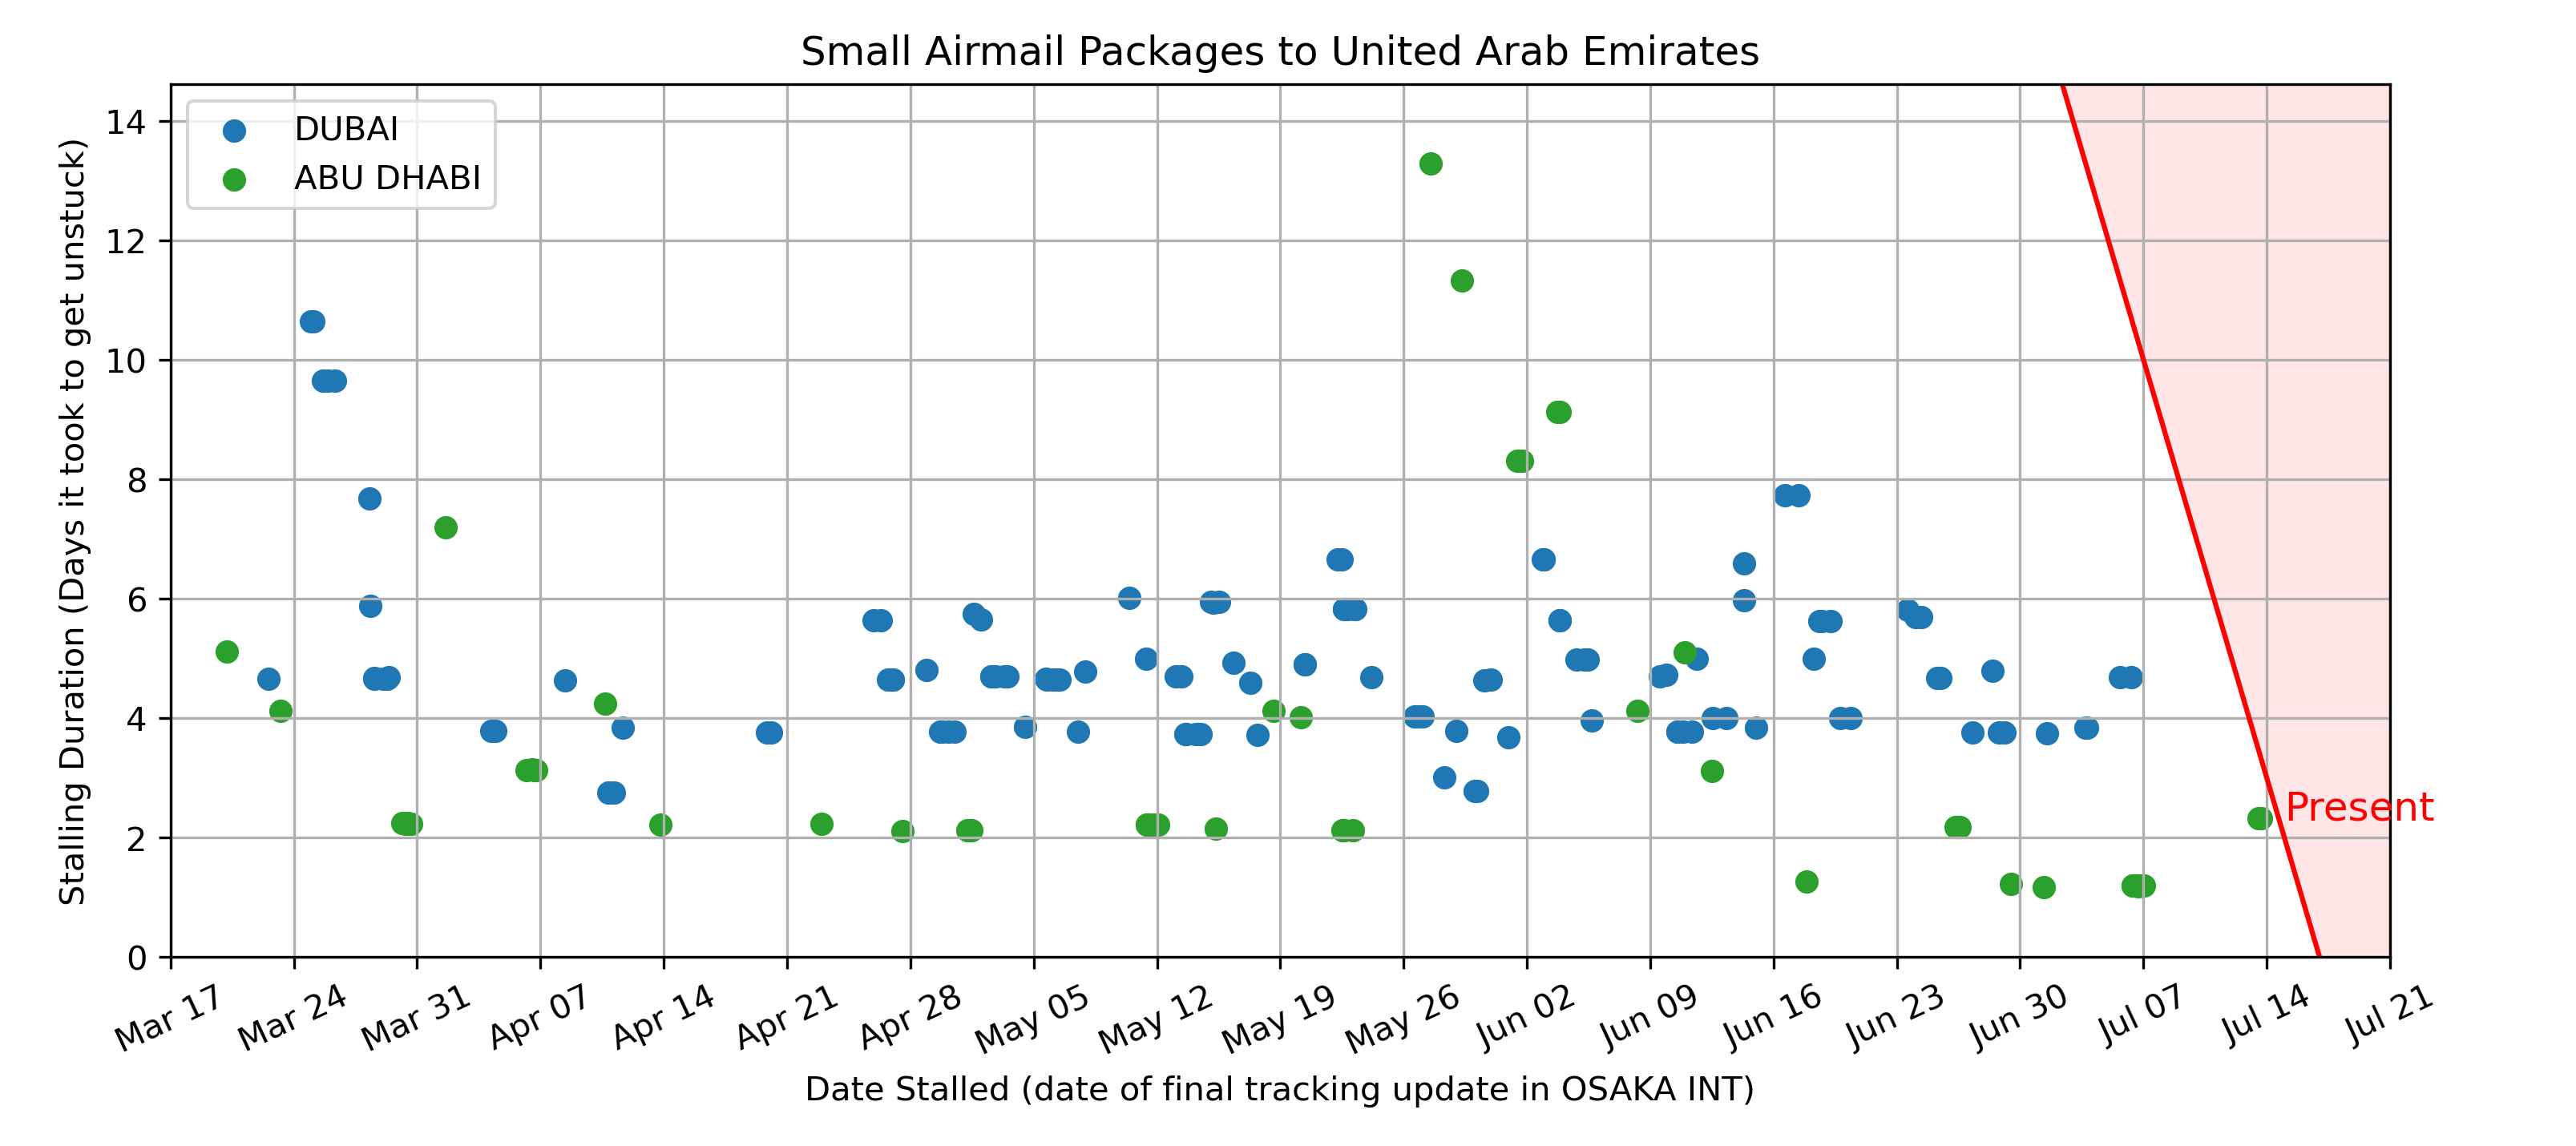 Small Airmail Packages to United Arab Emirates
DUBAI
ABU DHABI
Stalling Duration (Days it took to get unstuck)
14
12
10
8
6
4
2
0
Present
Mar 17
Mar 24
Mar 31
Apr 07
Apr 14
Apr 21
Apr 28
May 05
May 12
May 19
May 26
Jun 02
Jun 09
Jun 16
Jun 23
Jun 30
Jul 07
Jul 14
Jul 21
Date Stalled (date of final tracking update in OSAKA INT)